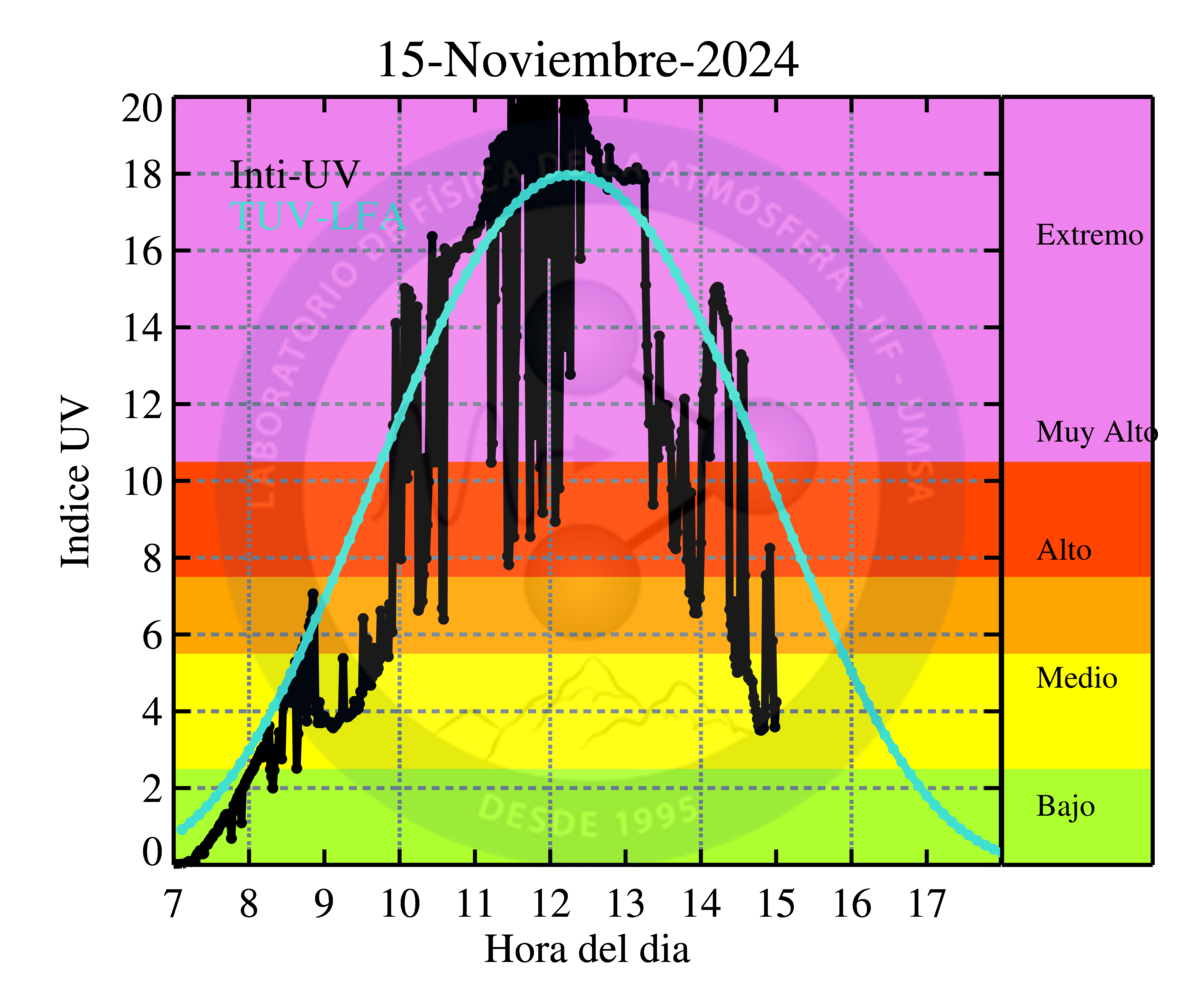 15-Noviembre-2024
20
18
16
14
12
10
8
6
4
2
0
Indice UV
Inti-UV
TUV-LFA
LABORATORIO DE FÍSICA DE LA ATMÓSFERA - IIF - UMSA
DESDE 1995
Extremo
Muy Alto
Alto
Medio
Bajo
7 8 9 10 11 12 13 14 15 16 17
Hora del dia